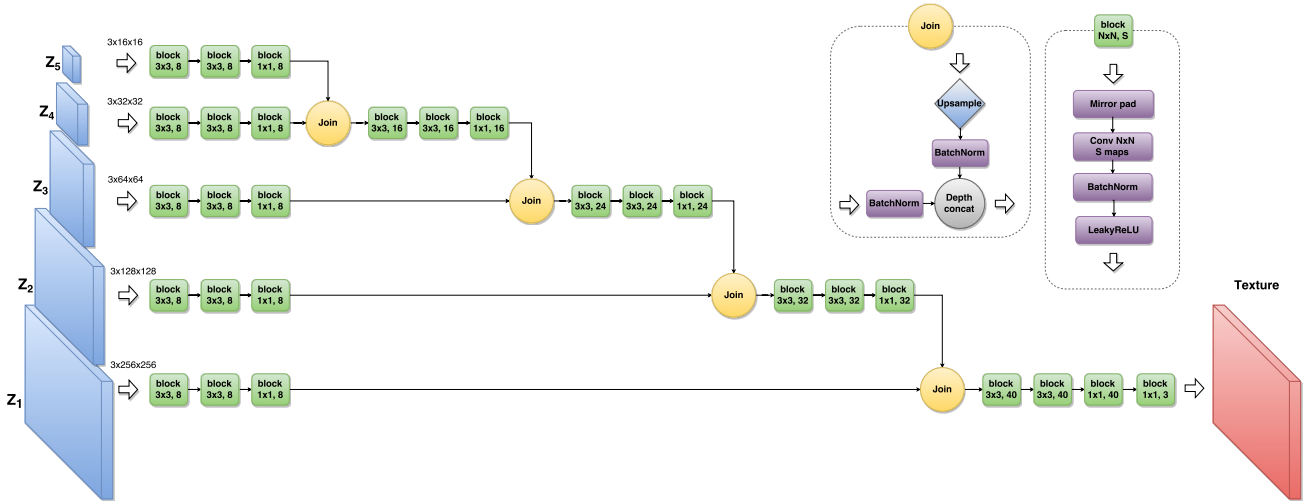 Z5
3x16x16
block
3x3, 8
block
3x3, 8
block
1x1, 8
Z4
3x32x32
block
3x3, 8
block
3x3, 8
block
1x1, 8
Join
block
3x3, 16
block
3x3, 16
block
1x1, 16
Z3
3x64x64
block
3x3, 8
block
3x3, 8
block
1x1, 8
Join
block
3x3, 24
block
3x3, 24
block
1x1, 24
Z2
3x128x128
block
3x3, 8
block
3x3, 8
block
1x1, 8
Join
block
3x3, 32
block
3x3, 32
block
1x1, 32
Z1
3x256x256
block
3x3, 8
block
3x3, 8
block
1x1, 8
Join
block
3x3, 40
block
3x3, 40
block
1x1, 40
block
1x1, 3
Texture
Join
Upsample
BatchNorm
BatchNorm
Depth
concat
block
NxN, S
Mirror pad
Conv NxN
S maps
BatchNorm
LeakyReLU